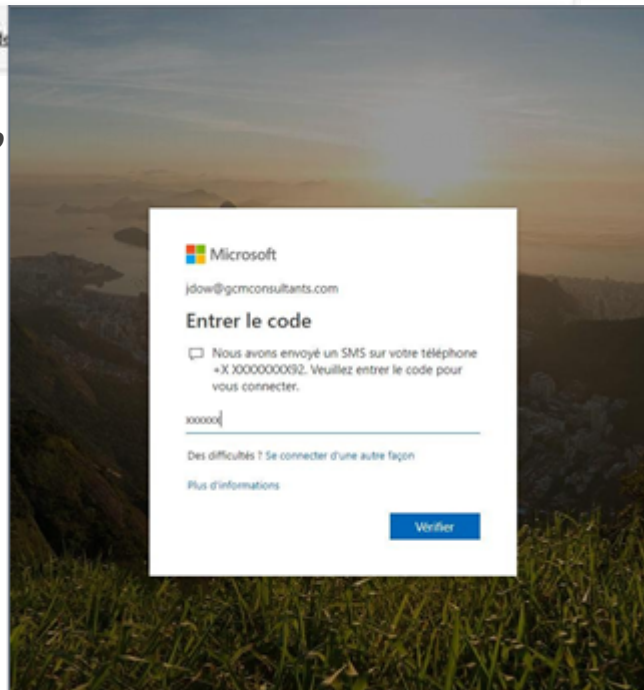 Microsoft
jdow@gcmconsultants.com
Entrer le code
Nous avons envoyé un SMS sur votre téléphone
+X XXXXXXXX92. Veuillez entrer le code pour
vous connecter.
xxxxxx
Des difficultés ? Se connecter d'une autre façon
Plus d'informations
Vérifier